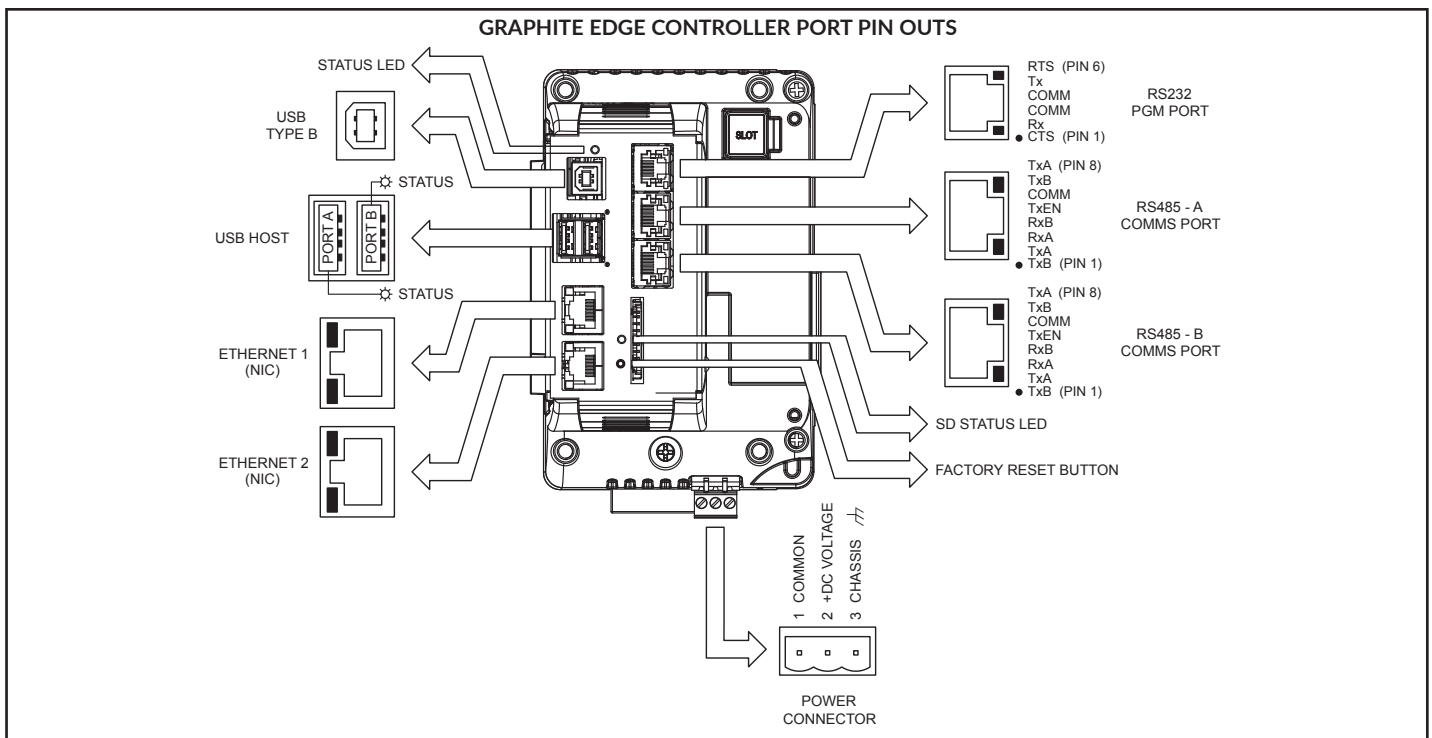 GRAPHITE EDGE CONTROLLER PORT PIN OUTS
STATUS LED
USB
TYPE B
STATUS
PORT A
PORT B
USB HOST
STATUS
ETHERNET 1
(NIC)
ETHERNET 2
(NIC)
SLOT
RTS (PIN 6)
Tx
COMM
COMM
Rx
CTS (PIN 1)
RS232
PGM PORT
TxA (PIN 8)
TxB
COMM
TxEN
RxB
RxA
TxA
TxB (PIN 1)
RS485 - A
COMMS PORT
TxA (PIN 8)
TxB
COMM
TxEN
RxB
RxA
TxA
TxB (PIN 1)
RS485 - B
COMMS PORT
SD STATUS LED
FACTORY RESET BUTTON
1 COMMON
2 +DC VOLTAGE
3 CHASSIS
POWER
CONNECTOR